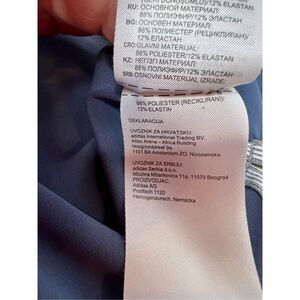 88% ПОЛИЭФИР/12% ELASTAN
RU: ОСНОВНОЙ МАТЕРИАЛ:
88% ПОЛИЭФИР/12% ЭЛАСТАН
BG: ОСНОВЕН МАТЕРИАЛ:
88% ПОЛИЕСТЕР (РЕЦИКЛИРАН)/
12% ЕЛАСТАН
CRO:GLAVNI MATERIJAL:
KZ: НЕГІЗГІ МАТЕРИАЛ:
88% ПОЛИЭФИР/12% ЭЛАСТАН
SRB:OSNOVNI MATERIJAL IZRADE:
88% POLIESTER (RECIKLIRANI)/
12% ELASTIN
DEKLARACIJA
UVOZNIK ZA HRVATSKU:
adidas International Trading BV.
Atlas Arena - Africa Building
Hoogoorddreef 9a
1101 BA Amsterdam ZO, Nizozemska
UVOZNIK ZA SRBIJU:
adidas Serbia d.o.o.
Milutina Milankovica 11a, 11070 Beograd
PROIZVODJAC:
Adidas AG
Postfach 1120
Herzogenaurach, Nemacka